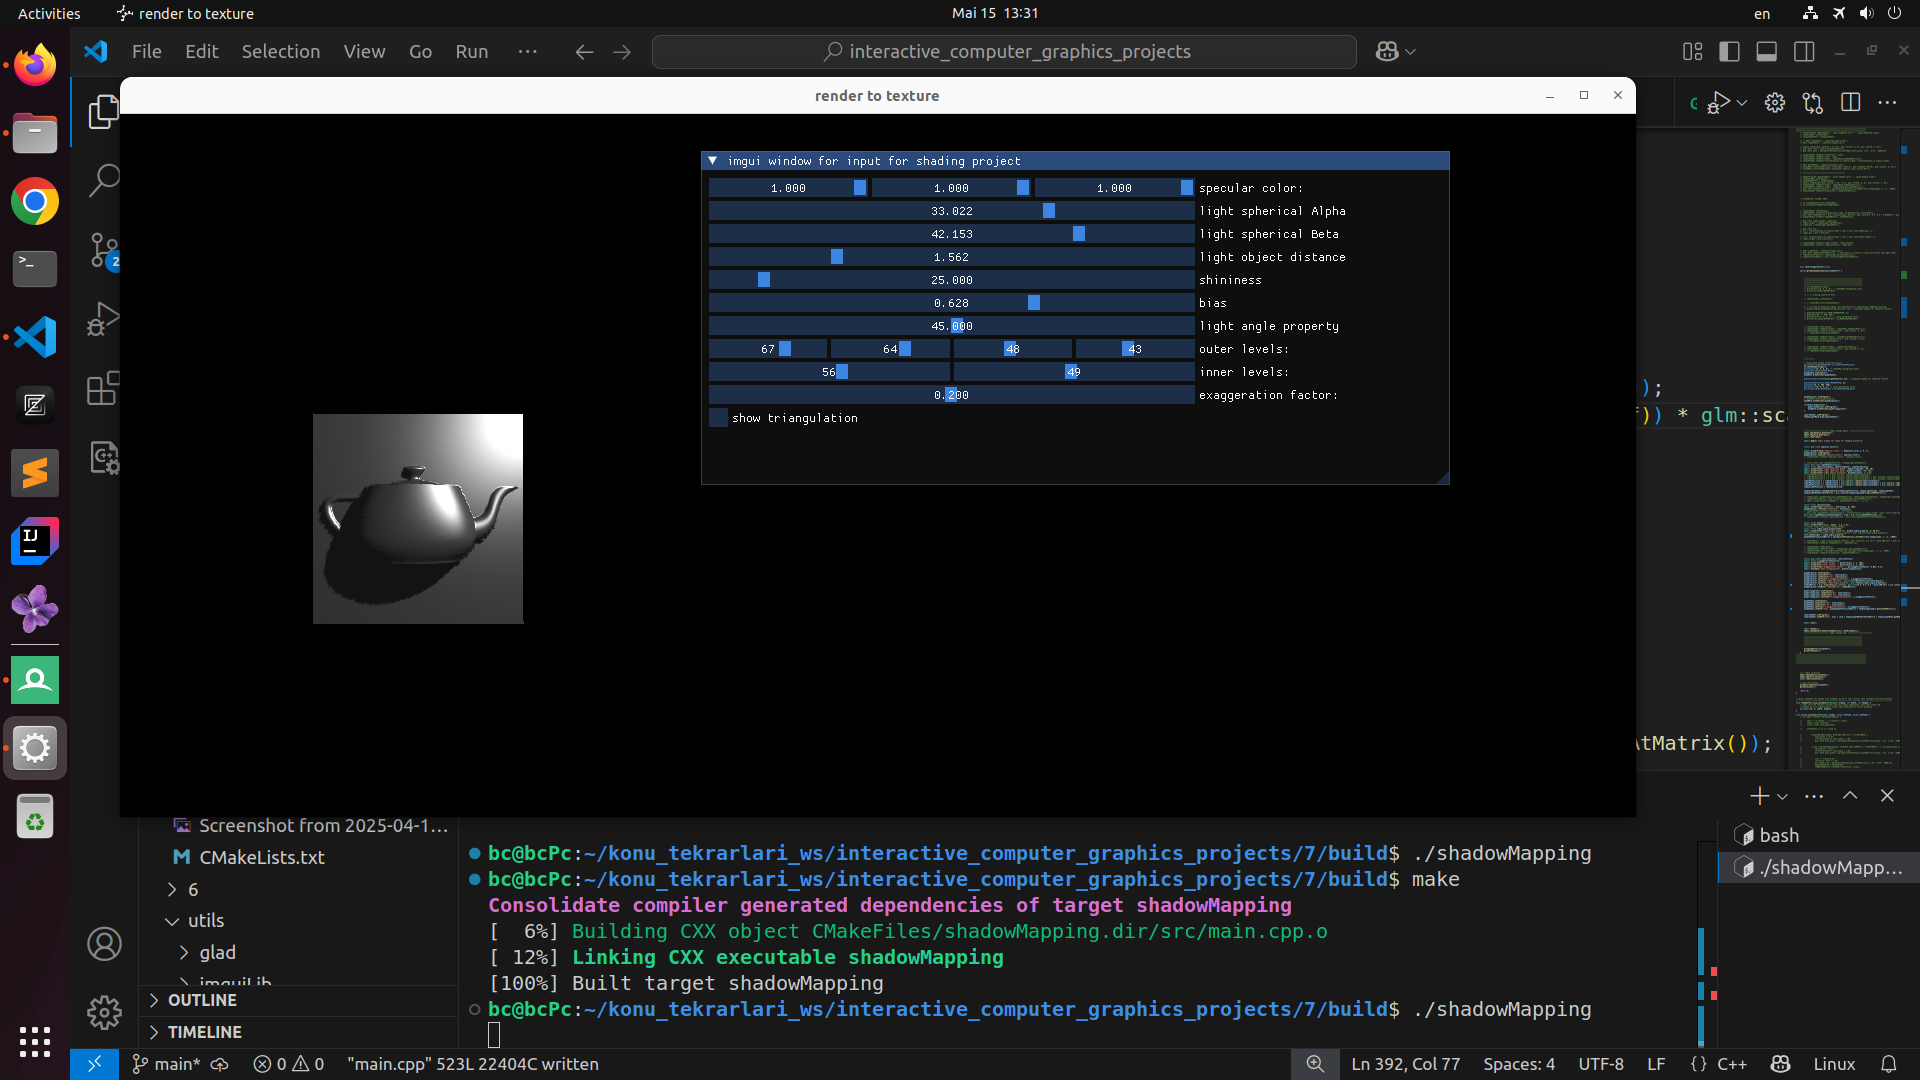 Activities
render to texture
Mai 15 13:31
en
File Edit Selection View Go Run
interactive_computer_graphics_projects
render to texture
imgui window for input for shading project
1.000 1.000 1.000 specular color:
33.022 light spherical Alpha
42.153 light spherical Beta
1.562 light object distance
25.000 shininess
0.628 bias
45.000 light angle property
67 64 48 43 outer levels:
56 49 inner levels:
0.200 exaggeration factor:
show triangulation
);
)) * glm::sc
AtMatrix());
2
Screenshot from 2025-04-1...
CMakeLists.txt
6
utils
glad
imguiLib
OUTLINE
TIMELINE
bc@bcPc:~/konu_tekrarlari_ws/interactive_computer_graphics_projects/7/build$ ./shadowMapping
bc@bcPc:~/konu_tekrarlari_ws/interactive_computer_graphics_projects/7/build$ make
Consolidate compiler generated dependencies of target shadowMapping
[  6%] Building CXX object CMakeFiles/shadowMapping.dir/src/main.cpp.o
[ 12%] Linking CXX executable shadowMapping
[100%] Built target shadowMapping
bc@bcPc:~/konu_tekrarlari_ws/interactive_computer_graphics_projects/7/build$ ./shadowMapping
bash
./shadowMapp...
main*
0 0
"main.cpp" 523L 22404C written
Ln 392, Col 77
Spaces: 4
UTF-8
LF
{} C++
Linux